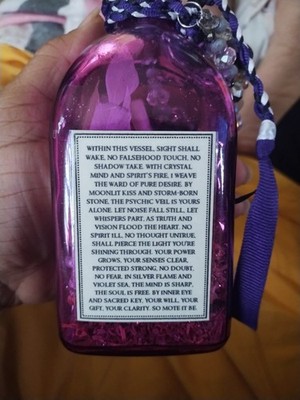 WITHIN THIS VESSEL, SIGHT SHALL
WAKE, NO FALSEHOOD TOUCH, NO
SHADOW TAKE. WITH CRYSTAL
MIND AND SPIRIT'S FIRE, I WEAVE
THE WARD OF PURE DESIRE. BY
MOONLIT KISS AND STORM-BORN
STONE, THE PSYCHIC VEIL IS YOURS
ALONE. LET NOISE FALL STILL, LET
WHISPERS PART, AS TRUTH AND
VISION FLOOD THE HEART. NO
SPIRIT ILL, NO THOUGHT UNTRUE,
SHALL PIERCE THE LIGHT YOU'RE
SHINING THROUGH. YOUR POWER
GROWS, YOUR SENSES CLEAR,
PROTECTED STRONG, NO DOUBT,
NO FEAR. IN SILVER FLAME AND
VIOLET SEA, THE MIND IS SHARP,
THE SOUL IS FREE. BY INNER EYE
AND SACRED KEY, YOUR WILL, YOUR
GIFT, YOUR CLARITY. SO MOTE IT BE.